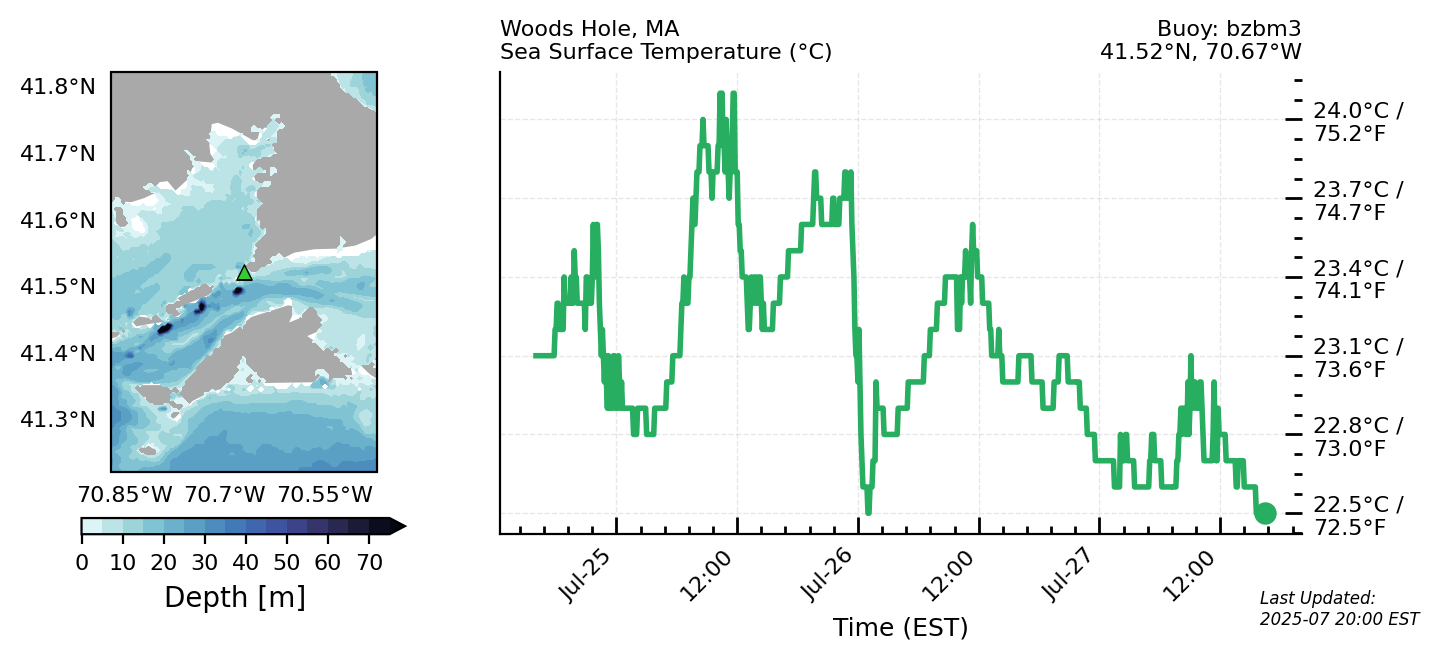 Woods Hole, MA
Sea Surface Temperature (°C)
Buoy: bzbm3
41.52°N, 70.67°W
41.8°N
41.7°N
41.6°N
41.5°N
41.4°N
41.3°N
70.85°W 70.7°W 70.55°W
0 10 20 30 40 50 60 70
Depth [m]
24.0°C /
75.2°F
23.7°C /
74.7°F
23.4°C /
74.1°F
23.1°C /
73.6°F
22.8°C /
73.0°F
22.5°C /
72.5°F
Jul-25
12:00
Jul-26
12:00
Jul-27
12:00
Time (EST)
Last Updated:
2025-07 20:00 EST